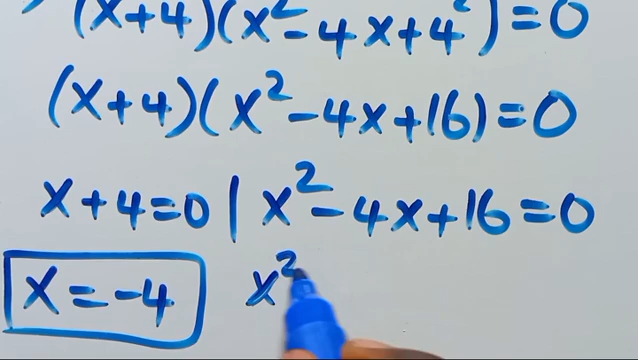 (x+4)(x²-4x+4²)=0
(x+4)(x²-4x+16)=0
x+4=0 | x²-4x+16=0
x=-4 x²